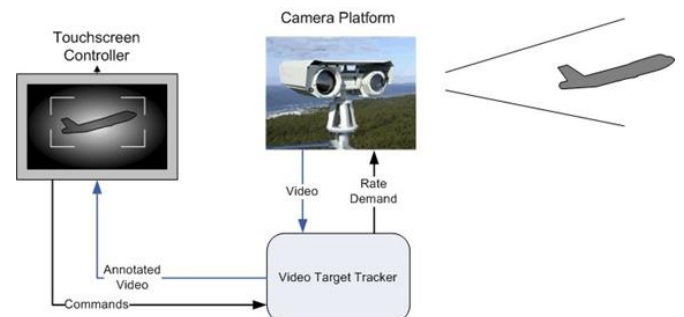 Camera Platform
Touchscreen
Controller
Video
Rate
Demand
Video Target Tracker
Annotated
Video
Commands